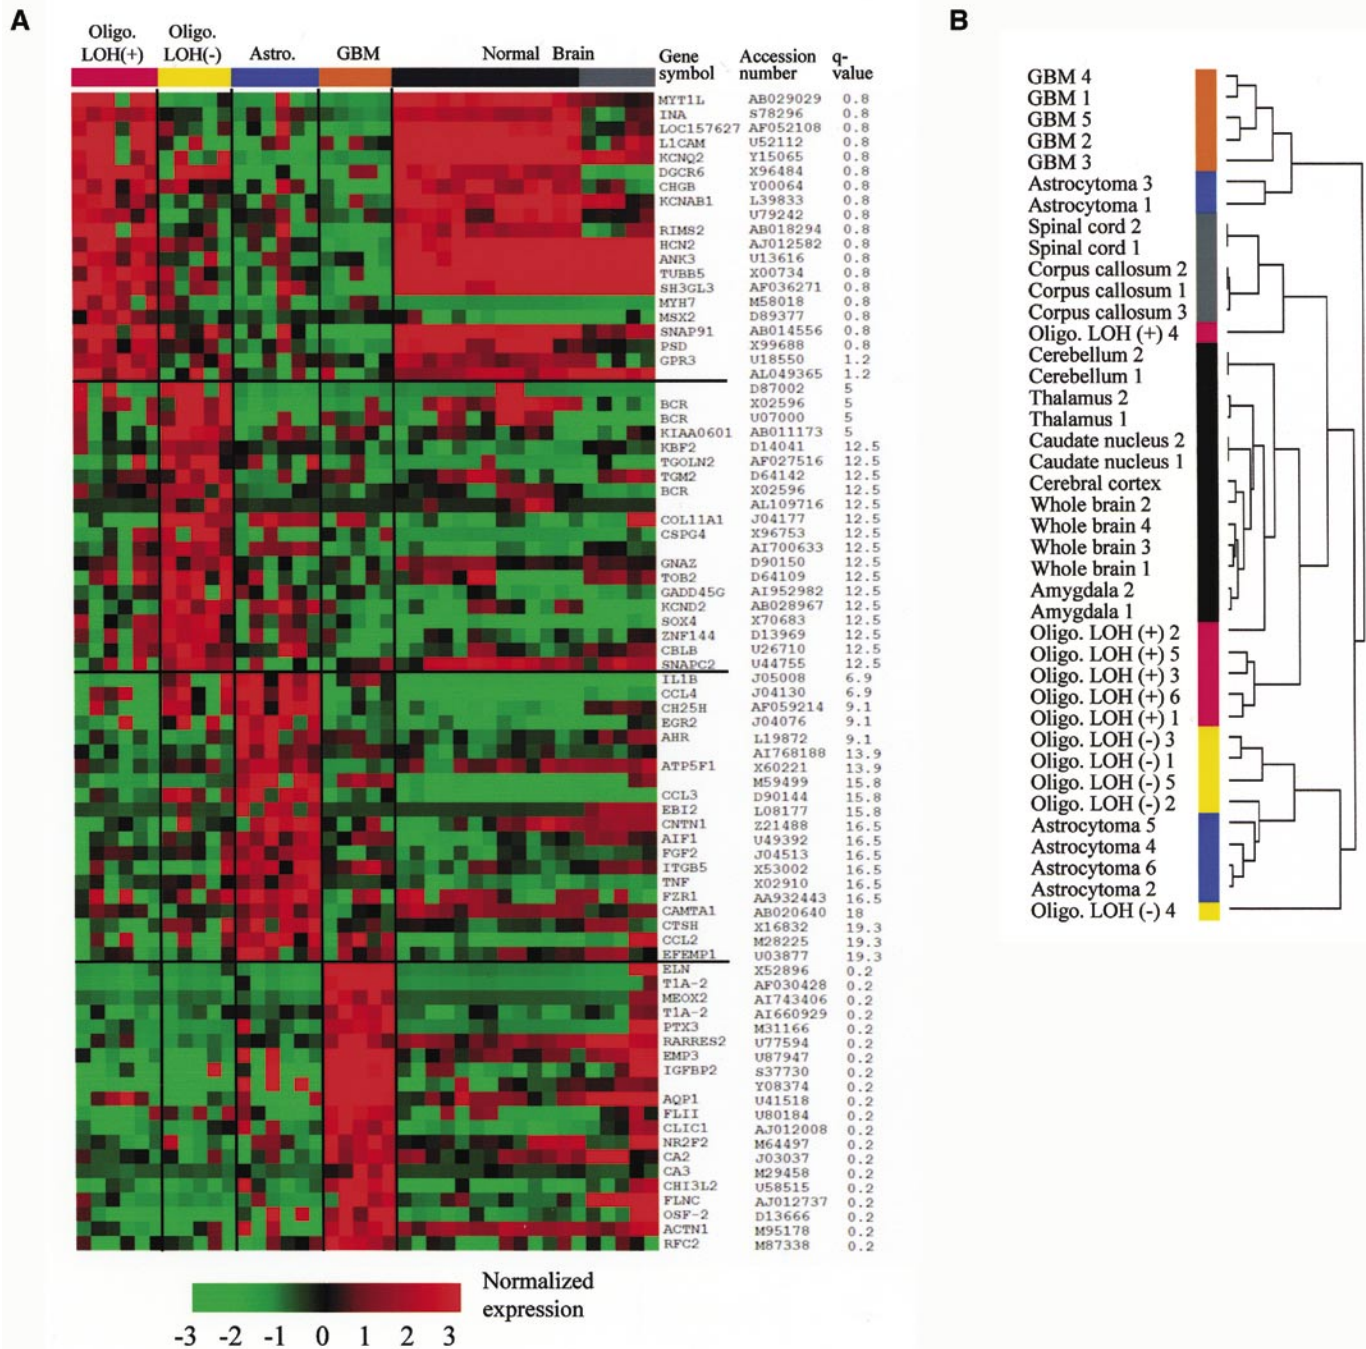 A
Oligo. LOH(+)
Oligo. LOH(-)
Astro.
GBM
Normal Brain
Gene symbol
Accession number
q-value
MYT1L AB029029 0.8
INA S78296 0.8
LOC157627 AF052108 0.8
L1CAM U52112 0.8
KCNQ2 Y15065 0.8
DGCR6 X96484 0.8
CHGB Y00064 0.8
KCNAB1 L39833 0.8
U79242 0.8
RIMS2 AB018294 0.8
HCN2 AJ012582 0.8
ANK3 U13616 0.8
TUBB5 X00734 0.8
SH3GL3 AF036271 0.8
MYH7 M58018 0.8
MSX2 D89377 0.8
SNAP91 AB014556 0.8
PSD X99688 0.8
GPR3 U18550 1.2
AL049365 1.2
D87002 5
BCR X02596 5
BCR U07000 5
KIAA0601 AB011173 5
KBF2 D14041 12.5
TGOLN2 AF027516 12.5
TGM2 D64142 12.5
BCR X02596 12.5
AL109716 12.5
COL11A1 J04177 12.5
CSPG4 X96753 12.5
AI700633 12.5
GNAZ D90150 12.5
TOB2 D64109 12.5
GADD45G AI952982 12.5
KCND2 AB028967 12.5
SOX4 X70683 12.5
ZNF144 D13969 12.5
CBLB U26710 12.5
SNAPC2 U44755 12.5
IL1B J05008 6.9
CCL4 J04130 6.9
CH25H AF059214 9.1
EGR2 J04076 9.1
AHR L19872 9.1
AI768188 13.9
ATP5F1 X60221 13.9
M59499 15.8
CCL3 D90144 15.8
EBI2 L08177 15.8
CNTN1 Z21488 16.5
AIF1 U49392 16.5
FGF2 J04513 16.5
ITGB5 X53002 16.5
TNF X02910 16.5
FZR1 AA932443 16.5
CAMTA1 AB020640 18
CTSH X16832 19.3
CCL2 M28225 19.3
EFEMP1 U03877 19.3
ELN X52896 0.2
T1A-2 AF030428 0.2
MEOX2 AI743406 0.2
T1A-2 AI660929 0.2
PTX3 M31166 0.2
RARRES2 U77594 0.2
EMP3 U87947 0.2
IGFBP2 S37730 0.2
Y08374 0.2
AQP1 U41518 0.2
FLII U80184 0.2
CLIC1 AJ012008 0.2
NR2F2 M64497 0.2
CA2 J03037 0.2
CA3 M29458 0.2
CHI3L2 U58515 0.2
FLNC AJ012737 0.2
OSF-2 D13666 0.2
ACTN1 M95178 0.2
RFC2 M87338 0.2
Normalized expression
-3 -2 -1 0 1 2 3
B
GBM 4
GBM 1
GBM 5
GBM 2
GBM 3
Astrocytoma 3
Astrocytoma 1
Spinal cord 2
Spinal cord 1
Corpus callosum 2
Corpus callosum 1
Corpus callosum 3
Oligo. LOH (+) 4
Cerebellum 2
Cerebellum 1
Thalamus 2
Thalamus 1
Caudate nucleus 2
Caudate nucleus 1
Cerebral cortex
Whole brain 2
Whole brain 4
Whole brain 3
Whole brain 1
Amygdala 2
Amygdala 1
Oligo. LOH (+) 2
Oligo. LOH (+) 5
Oligo. LOH (+) 3
Oligo. LOH (+) 6
Oligo. LOH (+) 1
Oligo. LOH (-) 3
Oligo. LOH (-) 1
Oligo. LOH (-) 5
Oligo. LOH (-) 2
Astrocytoma 5
Astrocytoma 4
Astrocytoma 6
Astrocytoma 2
Oligo. LOH (-) 4